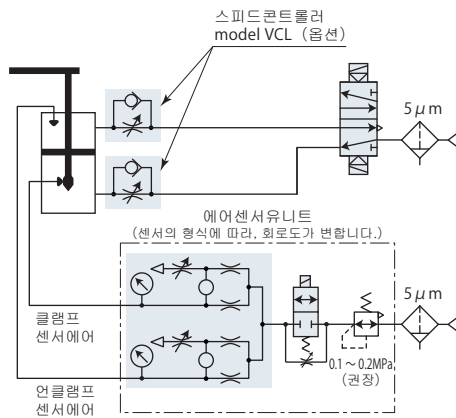 스피드콘트롤러
model VCL (옵션)
5μm
에어센서유니트
(센서의 형식에 따라, 회로도가 변합니다.)
5μm
클램프
센서에어
0.1～0.2MPa
(권장)
언클램프
센서에어